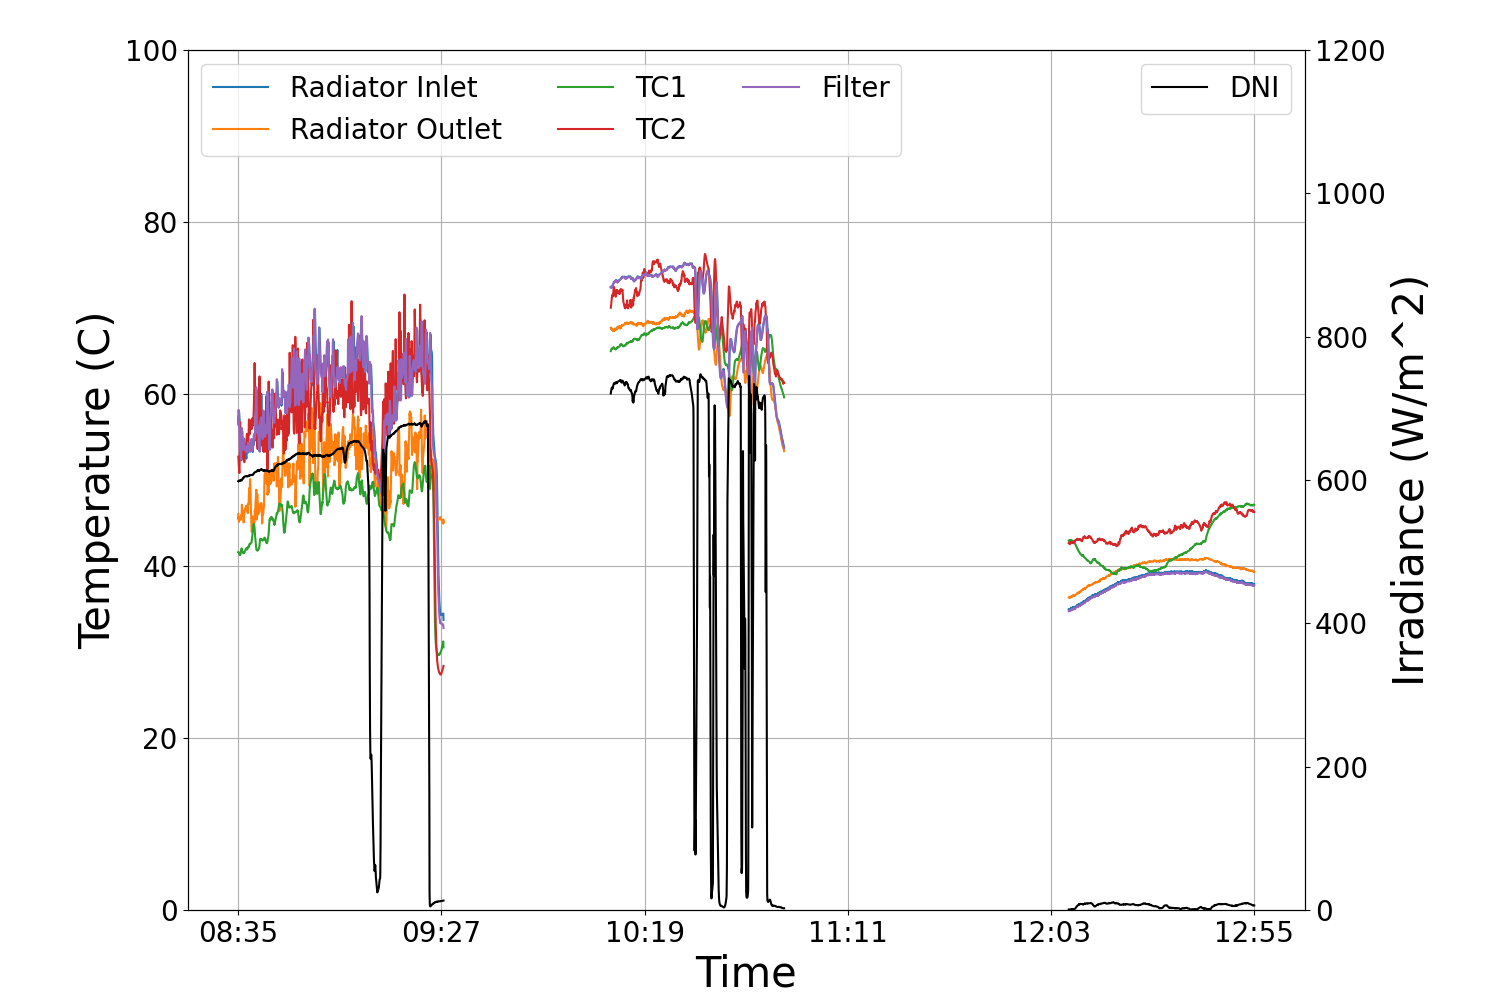 100
80
60
40
20
0
Temperature (C)
Radiator Inlet
Radiator Outlet
TC1
TC2
Filter
DNI
1200
1000
800
600
400
200
0
Irradiance (W/m^2)
08:35
09:27
10:19
11:11
12:03
12:55
Time